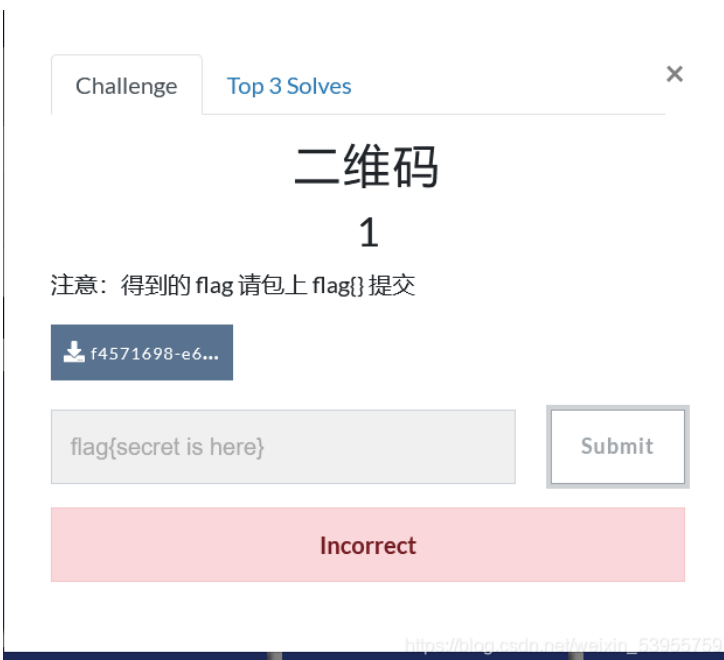 Challenge
Top 3 Solves
×
二维码
1
注意：得到的 flag 请包上 flag{} 提交
f4571698-e6...
flag{secret is here}
Submit
Incorrect
https://blog.csdn.net/weixin_53955759